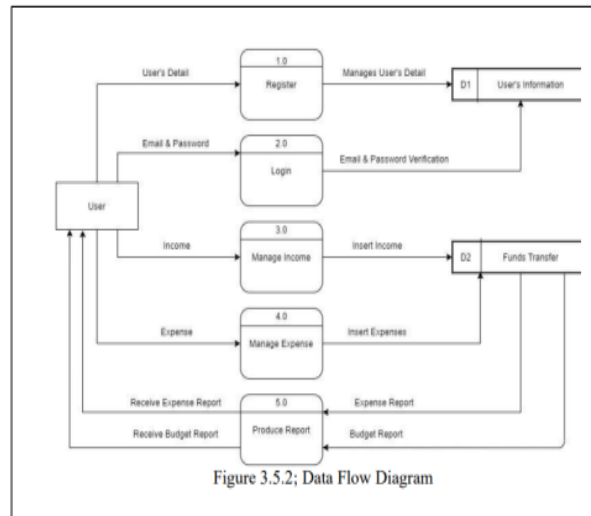 1.0
User's Detail
Register
Manages User's Detail
D1
User's Information
2.0
Email & Password
Login
Email & Password Verification
User
3.0
Income
Manage Income
Insert Income
D2
Funds Transfer
4.0
Expense
Manage Expense
Insert Expenses
5.0
Receive Expense Report
Expense Report
Produce Report
Receive Budget Report
Budget Report
Figure 3.5.2; Data Flow Diagram